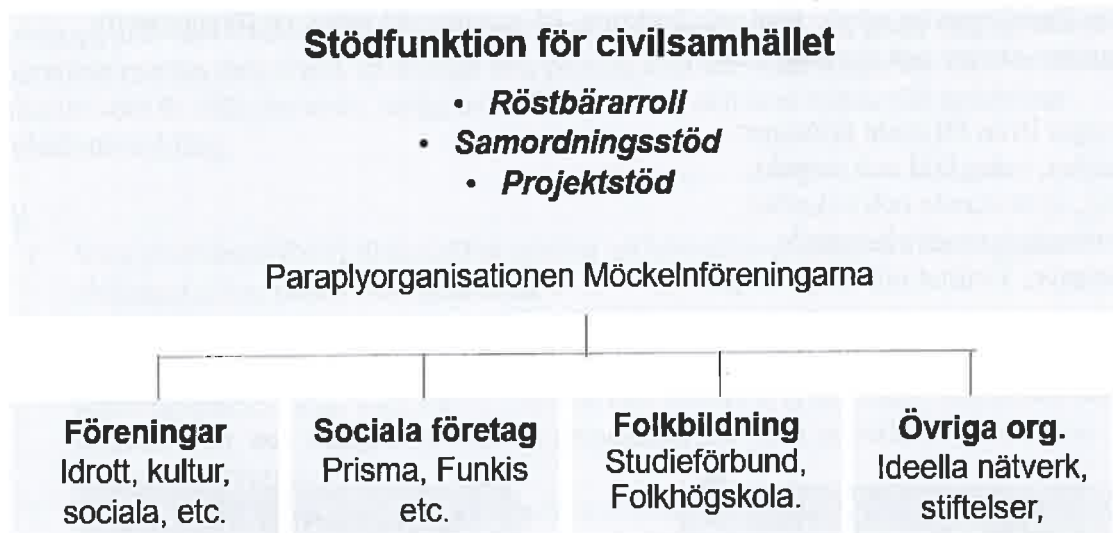 Stödfunktion för civilsamhället
• Röstbärarroll
• Samordningsstöd
• Projektstöd
Paraplyorganisationen Möckelnföreningarna
Föreningar
Idrott, kultur,
sociala, etc.
Sociala företag
Prisma, Funkis
etc.
Folkbildning
Studieförbund,
Folkhögskola.
Övriga org.
Ideella nätverk,
stiftelser,